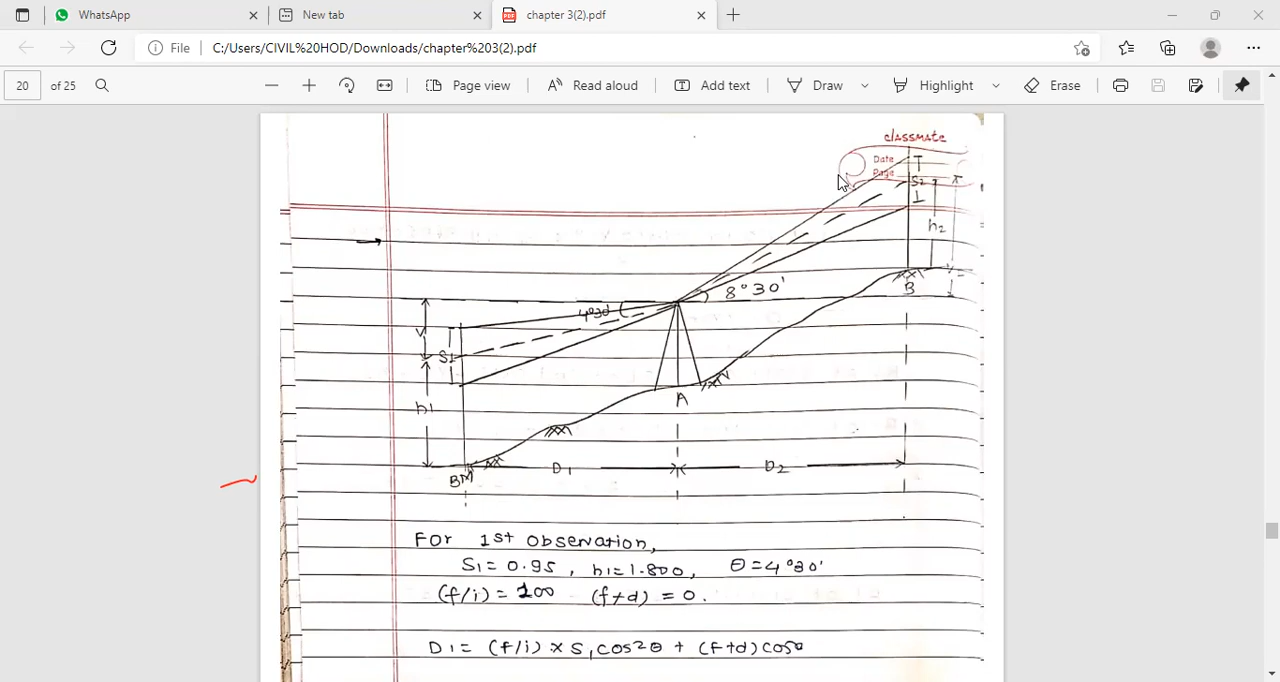 WhatsApp
New tab
chapter 3(2).pdf
File
C:/Users/CIVIL%20HOD/Downloads/chapter%203(2).pdf
20 of 25
Page view
Read aloud
Add text
Draw
Highlight
Erase
classmate
Date
Page
T
S2
I
h2
8°30'
4°30'
B
V
S1
I
h1
A
D1
D2
BM
For 1st observation,
S1= 0.95, h1=1.800, θ=4°30'
(f/i) = 100 (f+d) = 0.
D1= (f/i) x S1 cos2θ + (f+d) cosθ